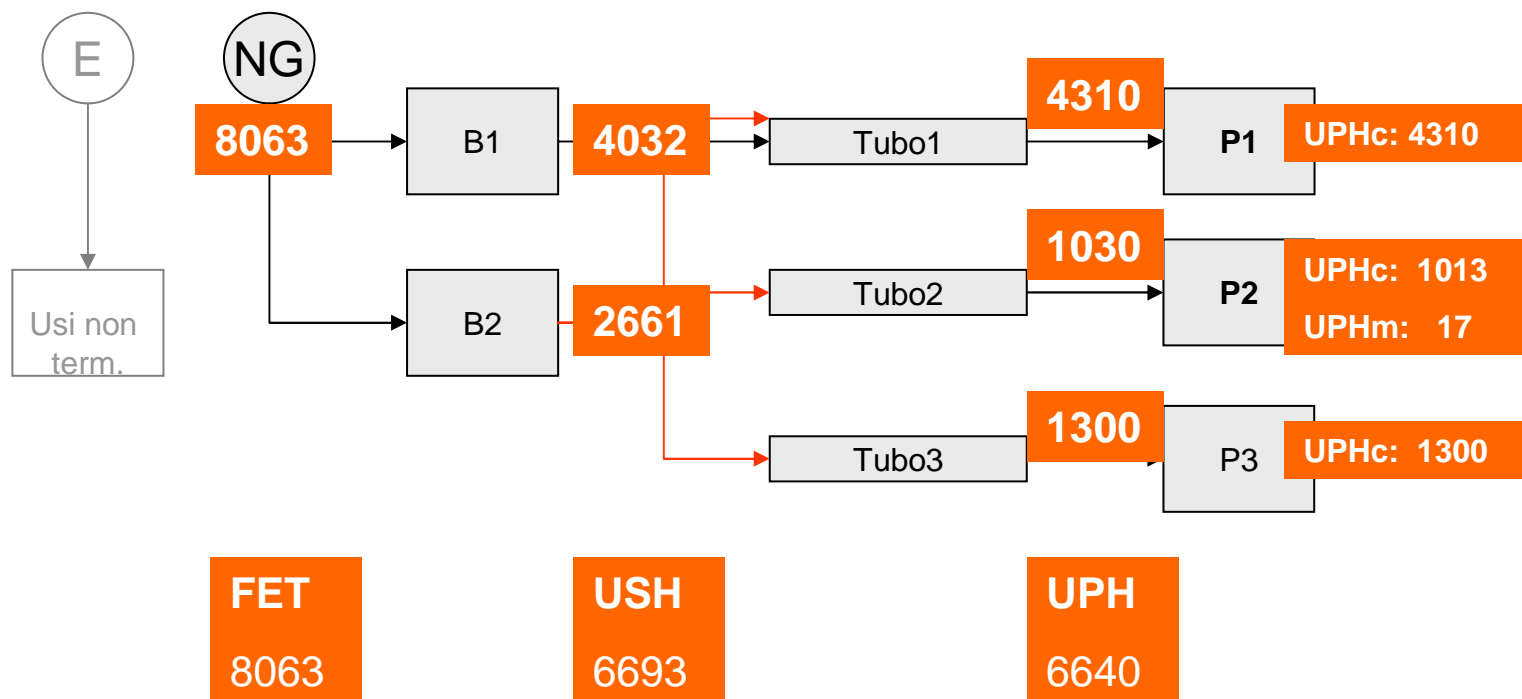 E
NG
8063
B1
4032
Tubo1
4310
P1
UPHc: 4310
Usi non
term.
B2
2661
Tubo2
1030
P2
UPHc: 1013
UPHm: 17
Tubo3
1300
P3
UPHc: 1300
FET
8063
USH
6693
UPH
6640